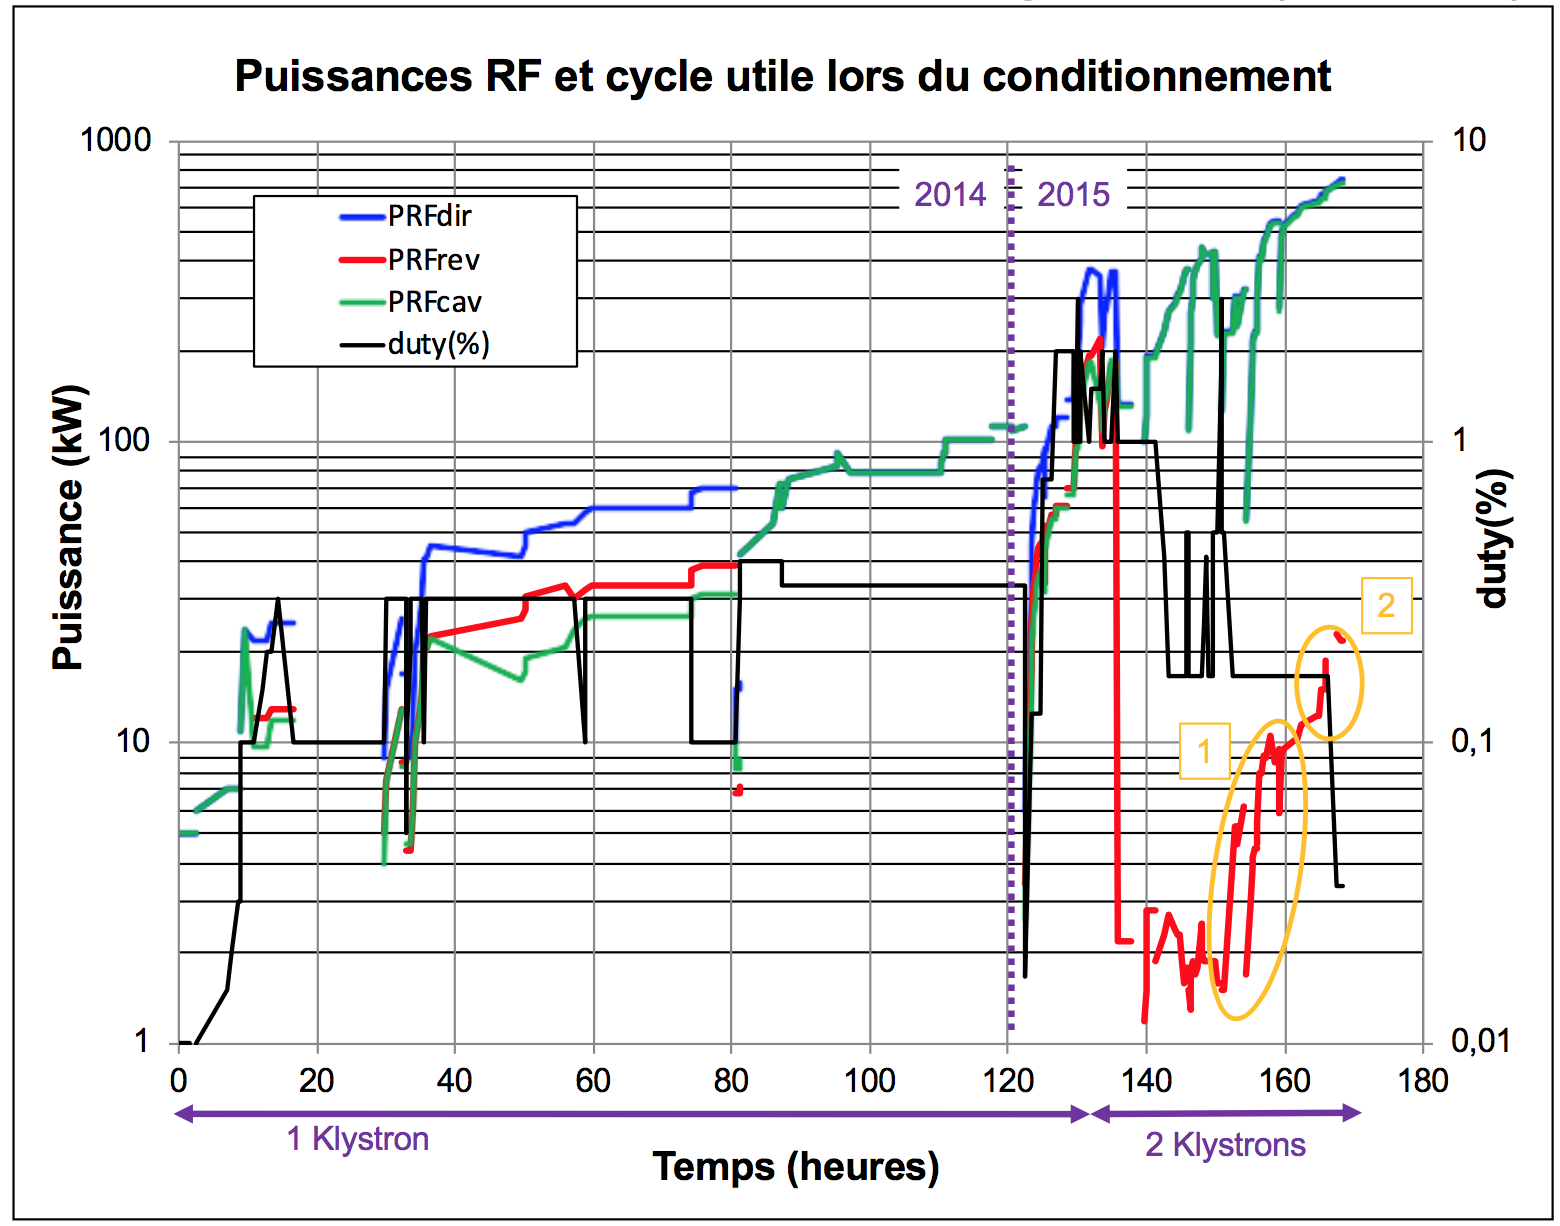 Puissances RF et cycle utile lors du conditionnement
1000
10
2014
2015
PRFdir
PRFrev
PRFcav
duty(%)
Puissance (kW)
100
1
duty(%)
2
1
10
0,1
1
0,01
0 20 40 60 80 100 120 140 160 180
1 Klystron
2 Klystrons
Temps (heures)